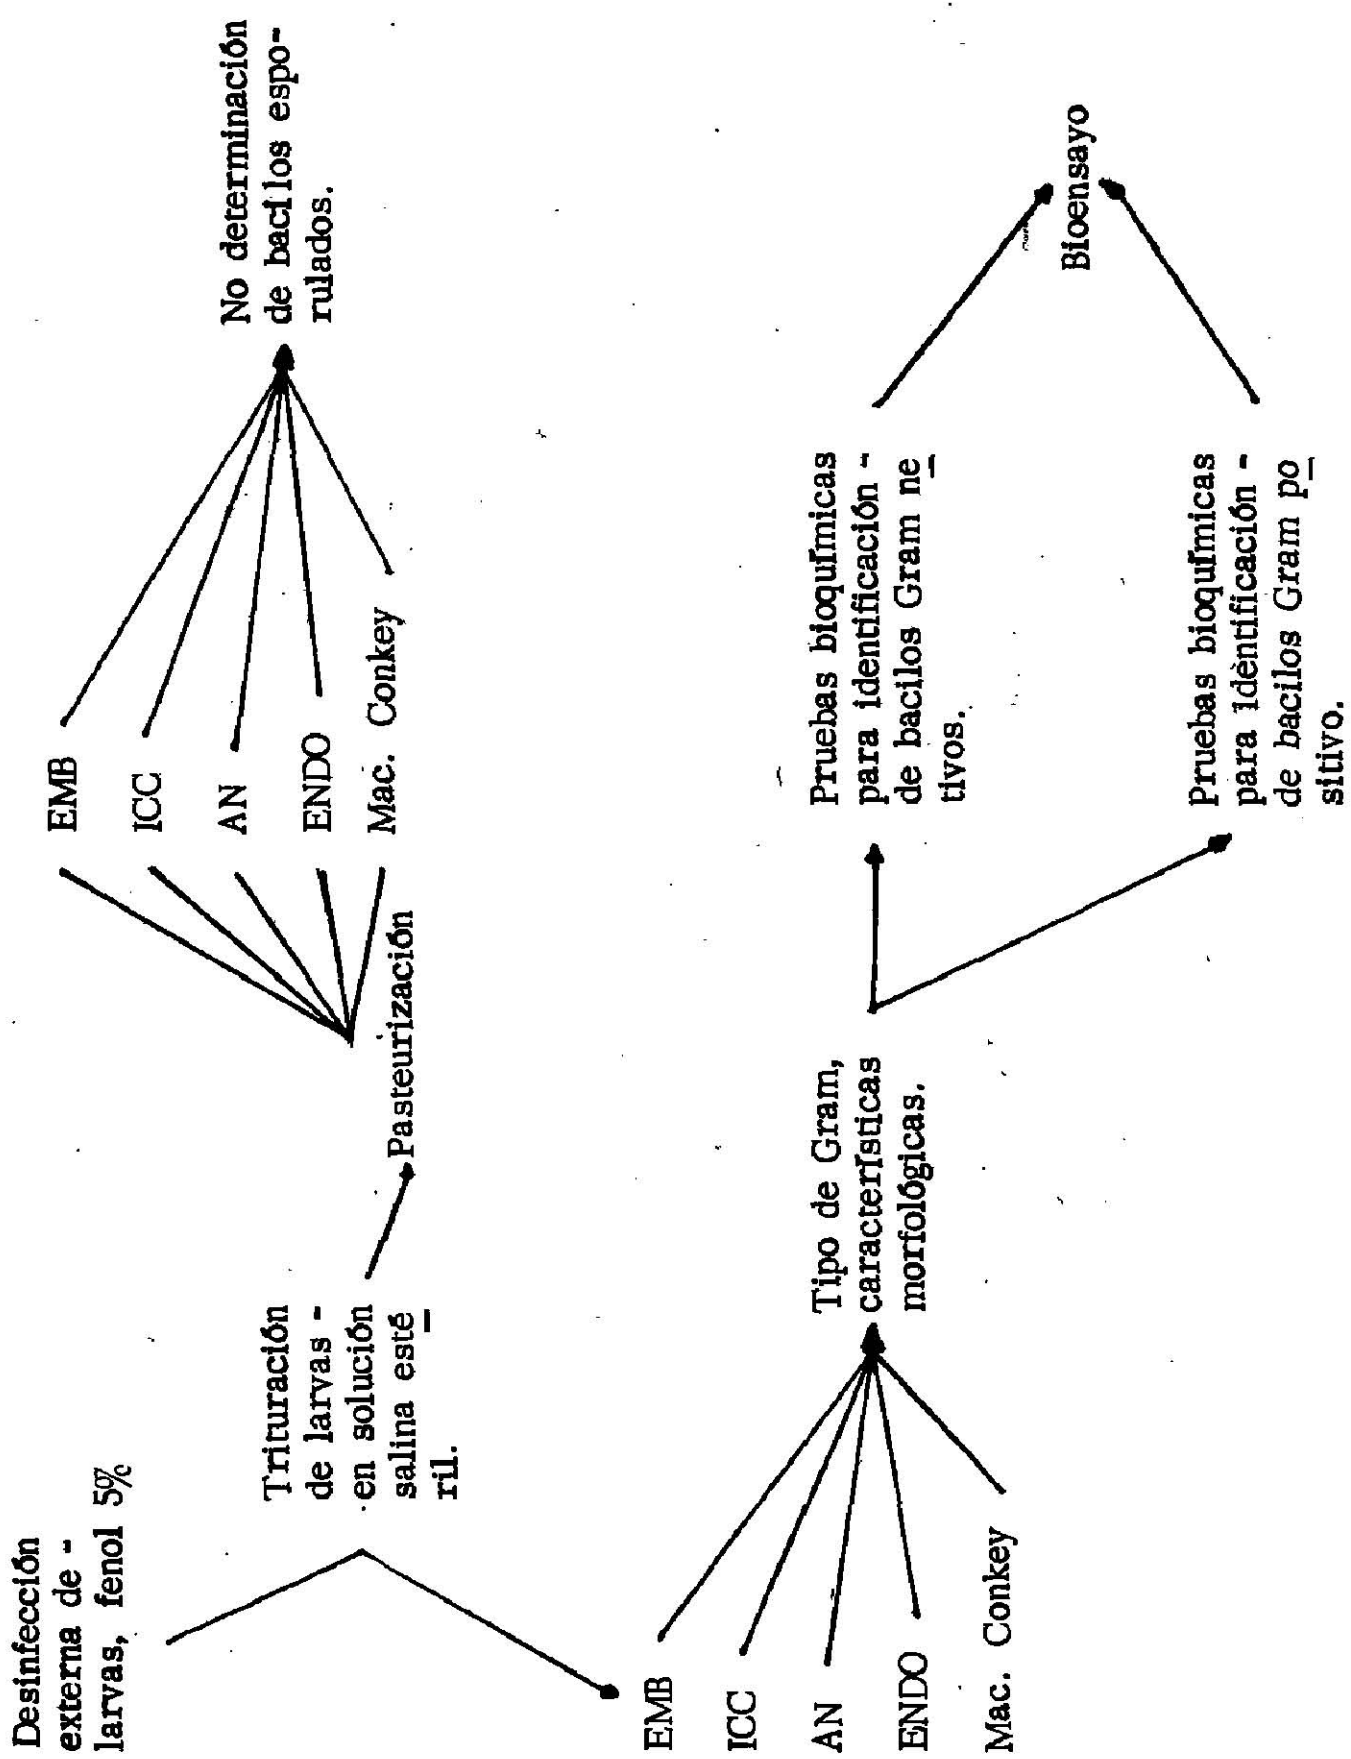 Desinfección
externa de -
larvas, fenol 5%
Trituración
de larvas -
en solución
salina esté
ril.
Pasteurización
EMB
ICC
AN
ENDO
Mac. Conkey
No determinación
de bacilos espo-
rulados.
EMB
ICC
AN
ENDO
Mac. Conkey
Tipo de Gram,
características
morfológicas.
Pruebas bioquímicas
para identificación -
de bacilos Gram ne
tivos.
Pruebas bioquímicas
para identificación -
de bacilos Gram po
sitivo.
Bioensayo